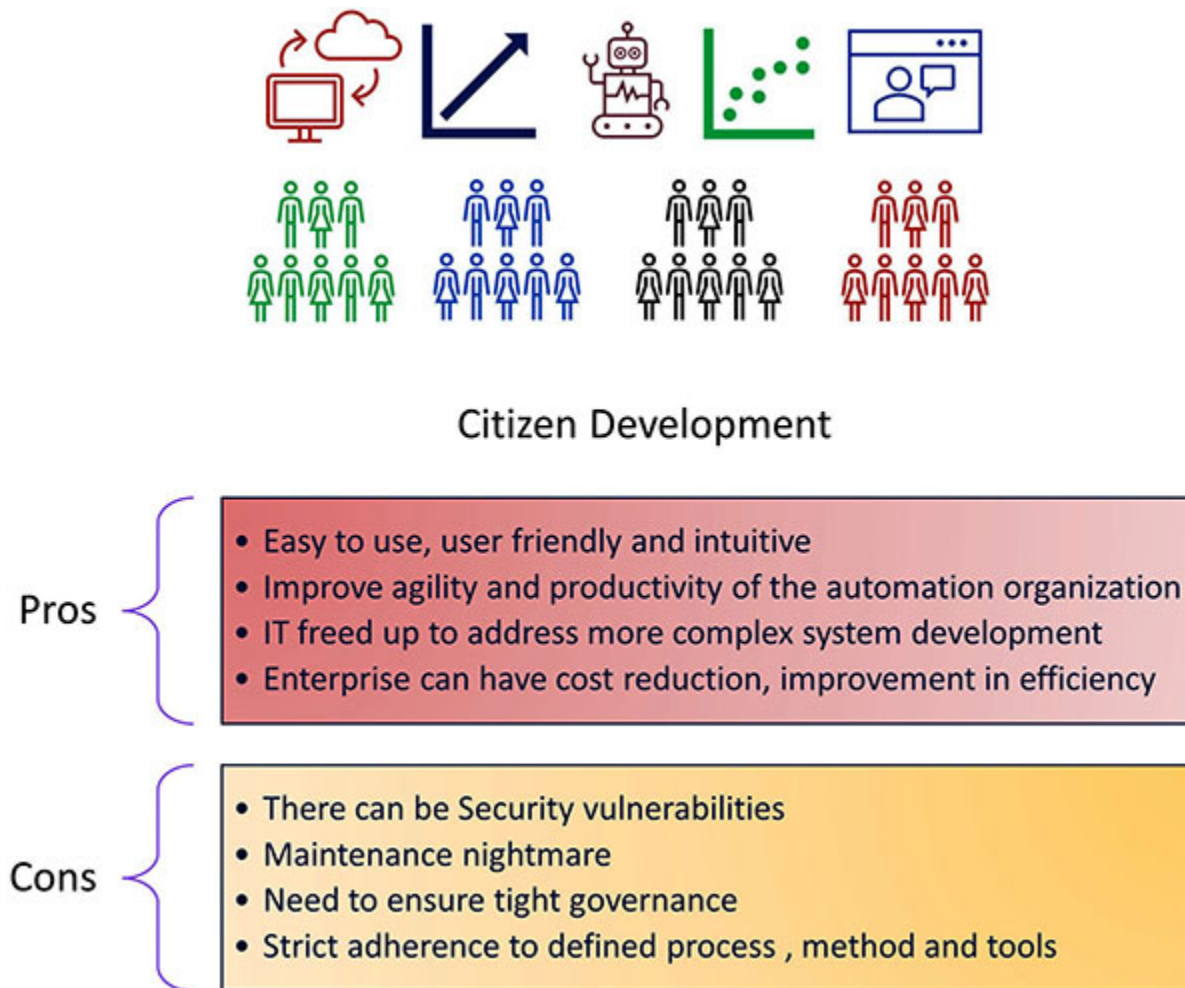 Citizen Development
Pros
• Easy to use, user friendly and intuitive
• Improve agility and productivity of the automation organization
• IT freed up to address more complex system development
• Enterprise can have cost reduction, improvement in efficiency
Cons
• There can be Security vulnerabilities
• Maintenance nightmare
• Need to ensure tight governance
• Strict adherence to defined process , method and tools